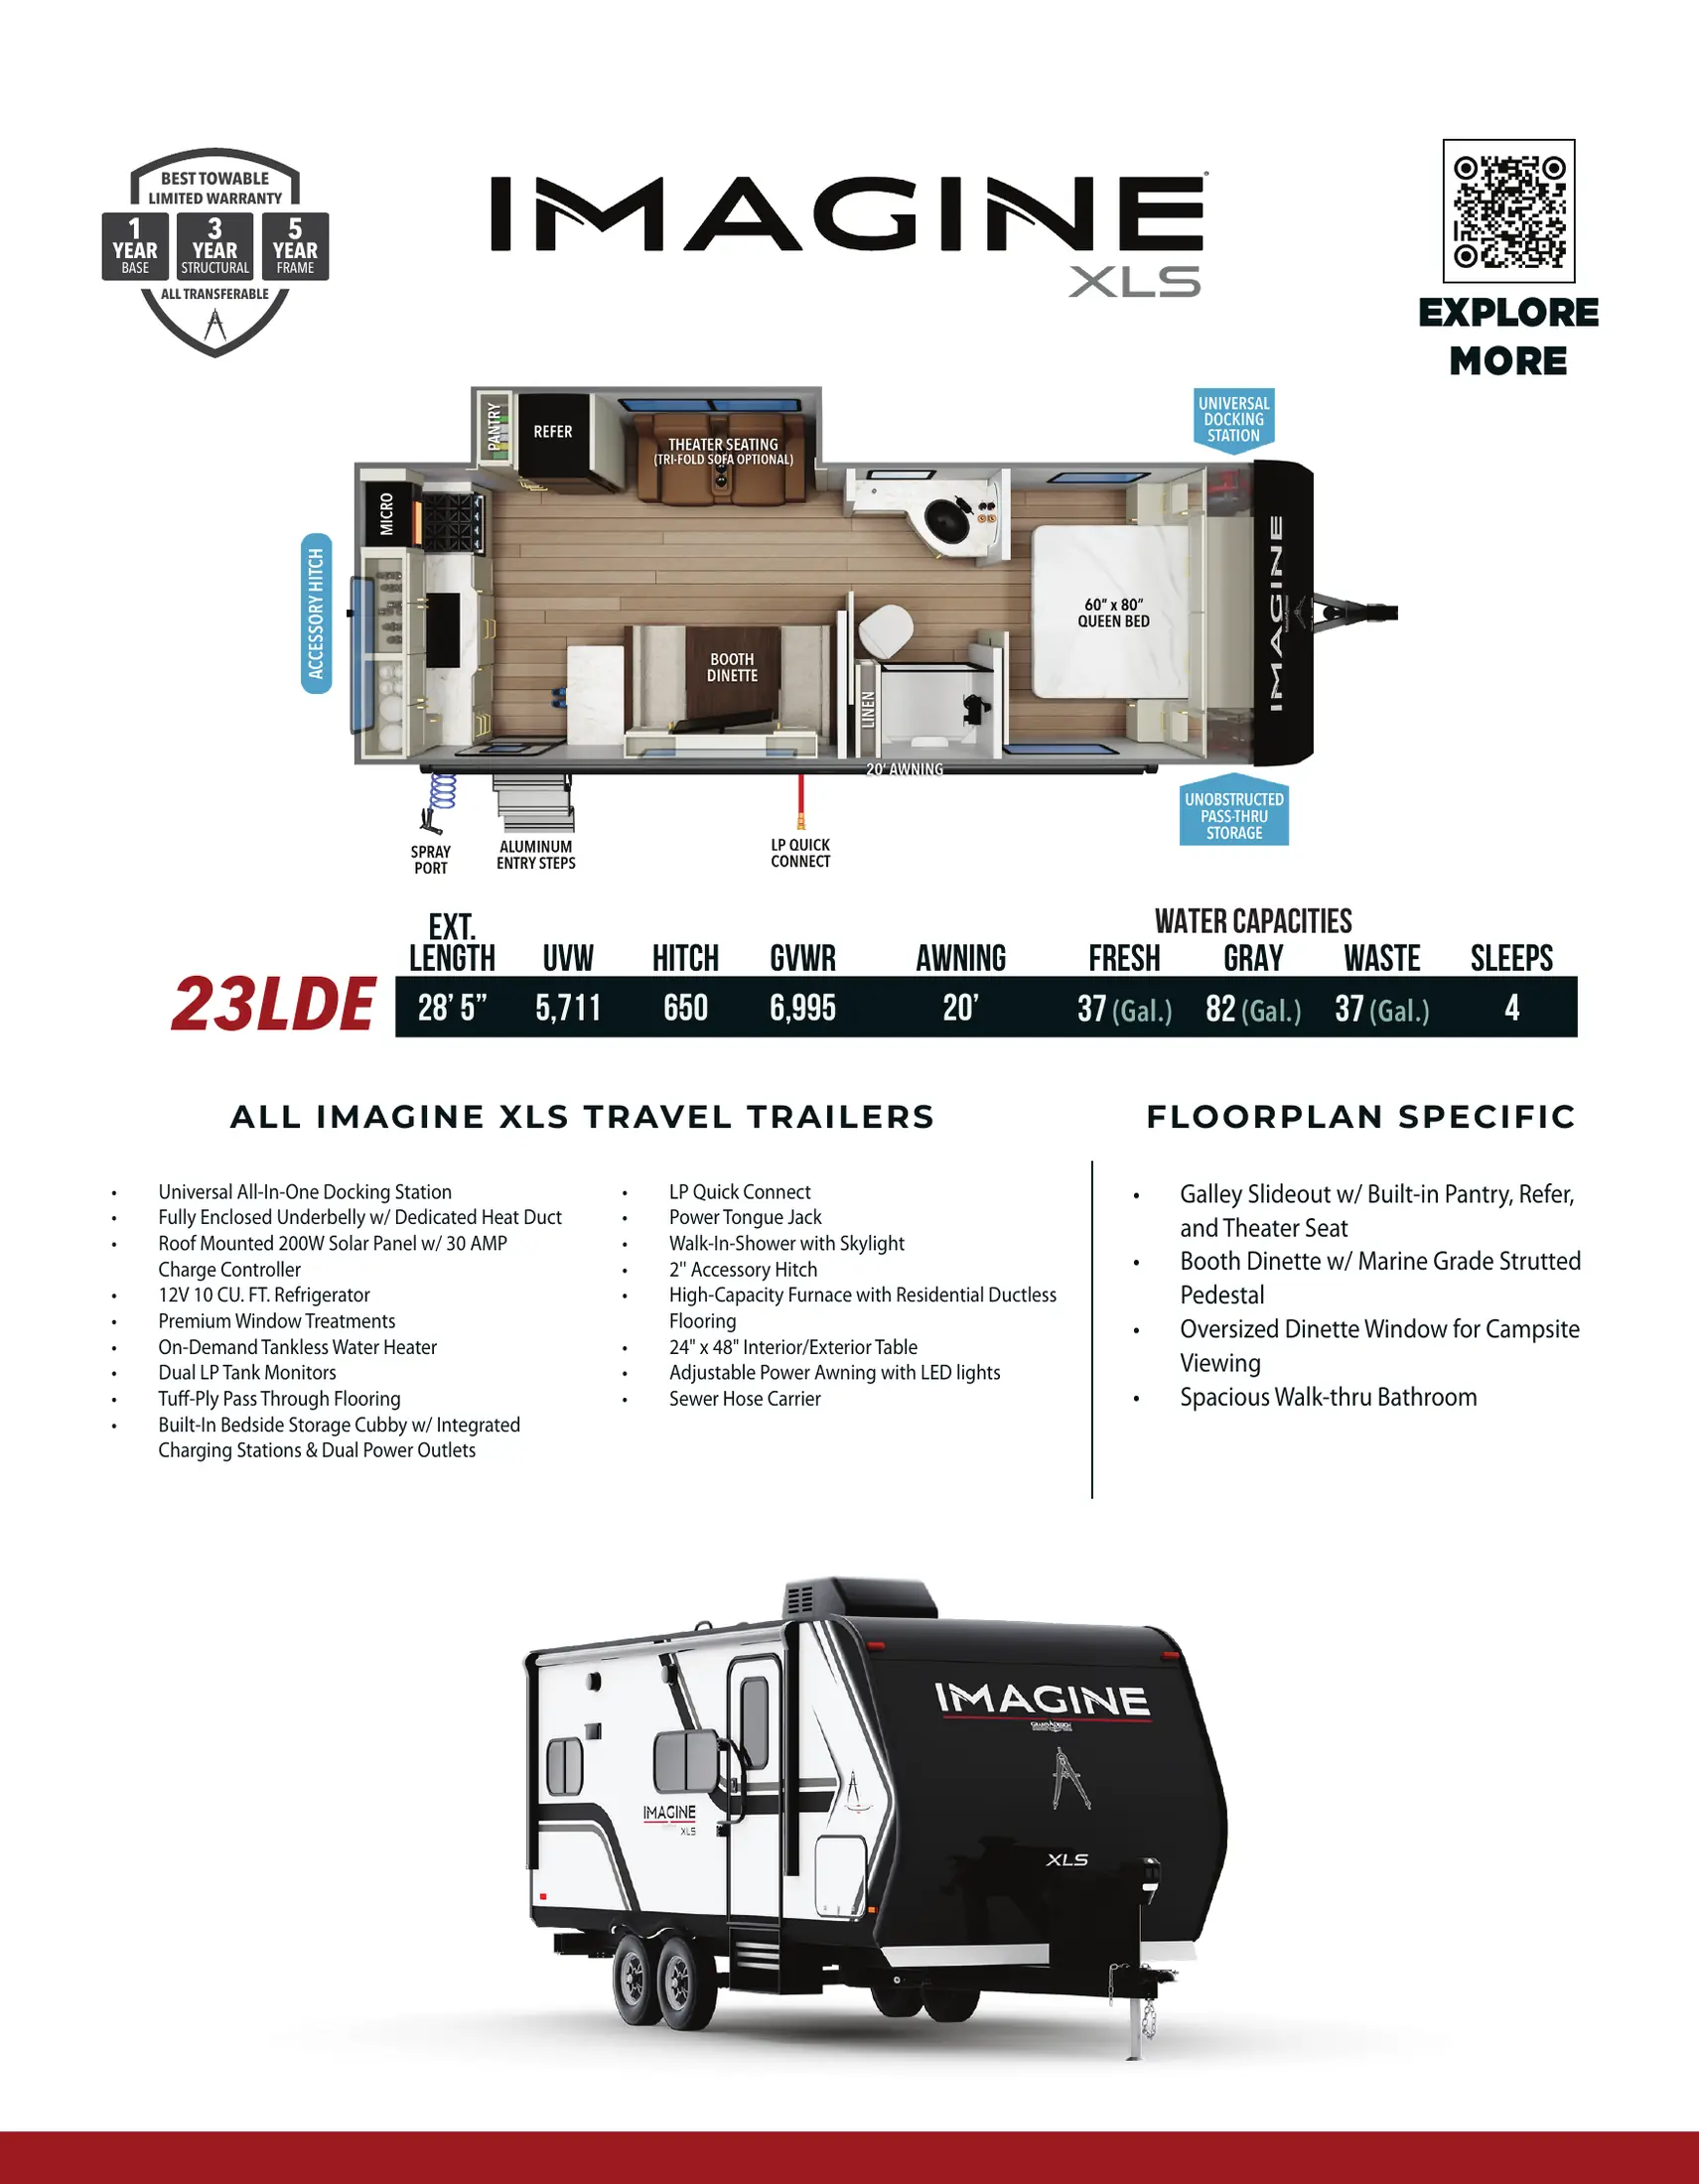 BEST TOWABLE
LIMITED WARRANTY
1 YEAR BASE
3 YEAR STRUCTURAL
5 YEAR FRAME
ALL TRANSFERABLE
IMAGINE®
XLS
EXPLORE
MORE
PANTRY
REFER
THEATER SEATING
(TRI-FOLD SOFA OPTIONAL)
UNIVERSAL
DOCKING
STATION
MICRO
ACCESSORY HITCH
60" x 80"
QUEEN BED
IMAGINE
BOOTH
DINETTE
LINEN
20' AWNING
UNOBSTRUCTED
PASS-THRU
STORAGE
SPRAY
PORT
ALUMINUM
ENTRY STEPS
LP QUICK
CONNECT
WATER CAPACITIES
EXT. LENGTH UVW HITCH GVWR AWNING FRESH GRAY WASTE SLEEPS
23LDE 28’ 5” 5,711 650 6,995 20’ 37 (Gal.) 82 (Gal.) 37 (Gal.) 4
ALL IMAGINE XLS TRAVEL TRAILERS
• Universal All-In-One Docking Station
• Fully Enclosed Underbelly w/ Dedicated Heat Duct
• Roof Mounted 200W Solar Panel w/ 30 AMP
Charge Controller
• 12V 10 CU. FT. Refrigerator
• Premium Window Treatments
• On-Demand Tankless Water Heater
• Dual LP Tank Monitors
• Tuff-Ply Pass Through Flooring
• Built-In Bedside Storage Cubby w/ Integrated
Charging Stations & Dual Power Outlets
• LP Quick Connect
• Power Tongue Jack
• Walk-In-Shower with Skylight
• 2" Accessory Hitch
• High-Capacity Furnace with Residential Ductless
Flooring
• 24" x 48" Interior/Exterior Table
• Adjustable Power Awning with LED lights
• Sewer Hose Carrier
FLOORPLAN SPECIFIC
• Galley Slideout w/ Built-in Pantry, Refer,
and Theater Seat
• Booth Dinette w/ Marine Grade Strutted
Pedestal
• Oversized Dinette Window for Campsite
Viewing
• Spacious Walk-thru Bathroom
IMAGINE
GRAND DESIGN
XLS
IMAGINE
XLS